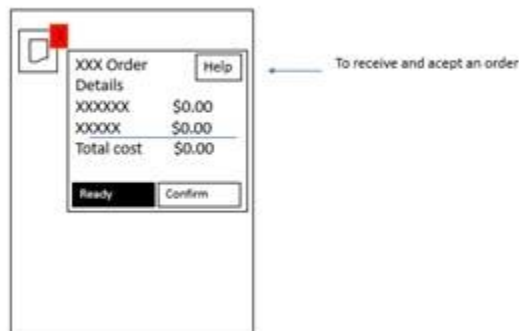 XXX Order
Help
Details
XXXXXX $0.00
XXXXX $0.00
Total cost $0.00
Ready
Confirm
To receive and acept an order